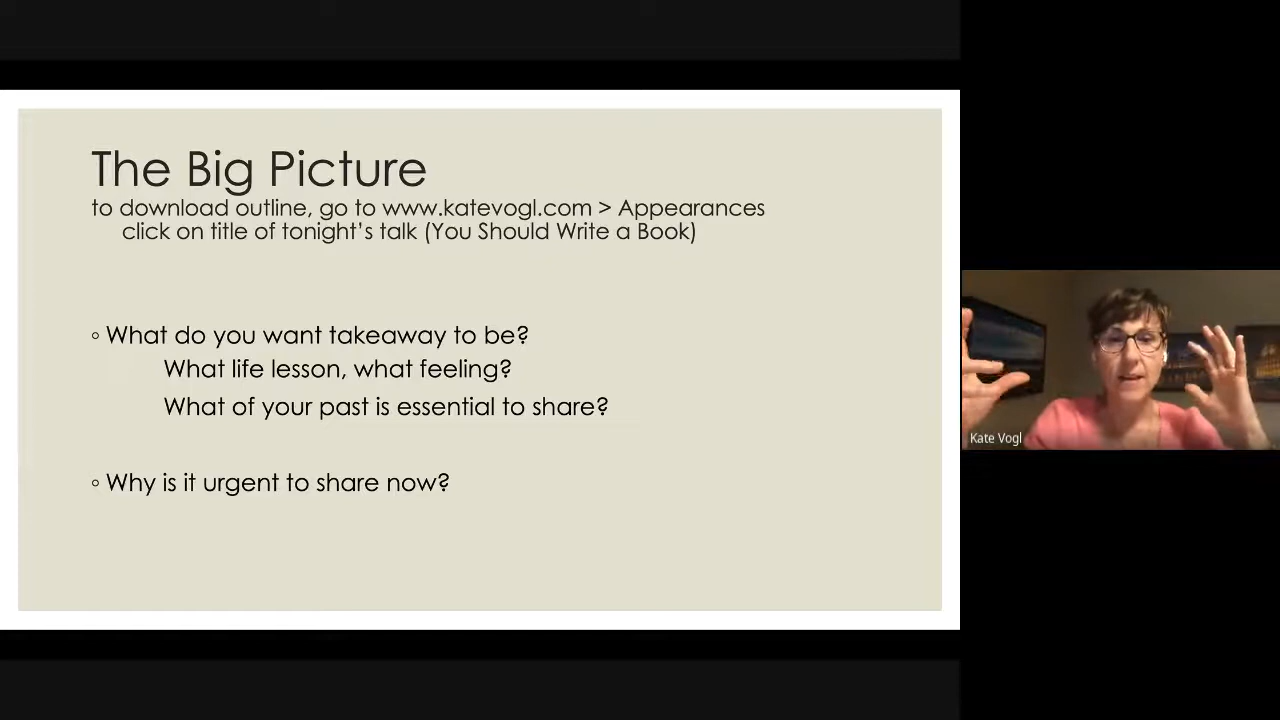 The Big Picture
to download outline, go to www.katevogl.com > Appearances
click on title of tonight's talk (You Should Write a Book)
◦ What do you want takeaway to be?
What life lesson, what feeling?
What of your past is essential to share?
◦ Why is it urgent to share now?
Kate Vogl